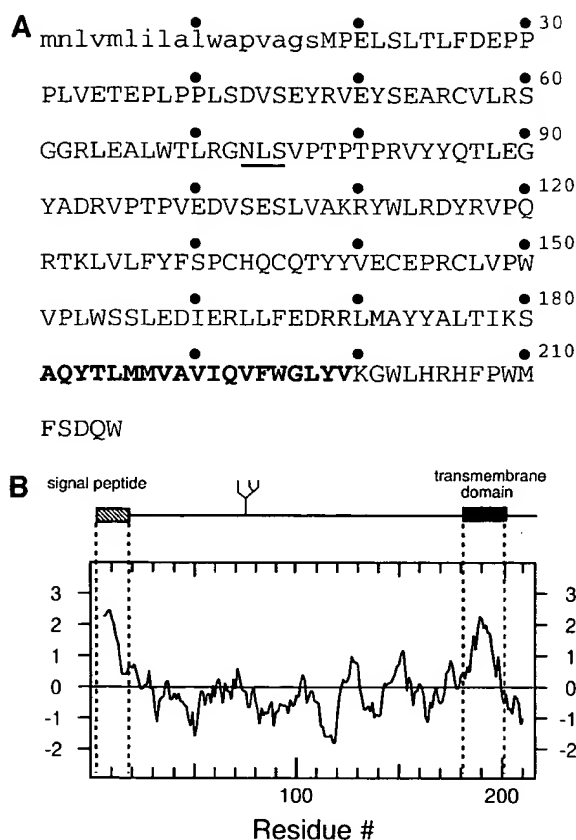 A
mnlvmlilalwapvagsMPELSLTLFDEPP 30
PLVETEPLPPLSDVSEYRVEYSEARCVLRS 60
GGRLEALWTLRGNLSVPTPTPRVYYQTLEG 90
YADRVPTPVEDVSESLVAKRYWLRDYRVPQ 120
RTKLVLFYFSPCHQCQTYYVECEPRCLVPW 150
VPLWSSLEDIERLLFEDRRLMAYYALTIKS 180
AQYTLMMVAVIQVFWGLYVKGWLHRHFPWM 210
FSDQW
B
signal peptide
transmembrane
domain
3 3
2 2
1 1
0 0
-1 -1
-2 -2
100 200
Residue #